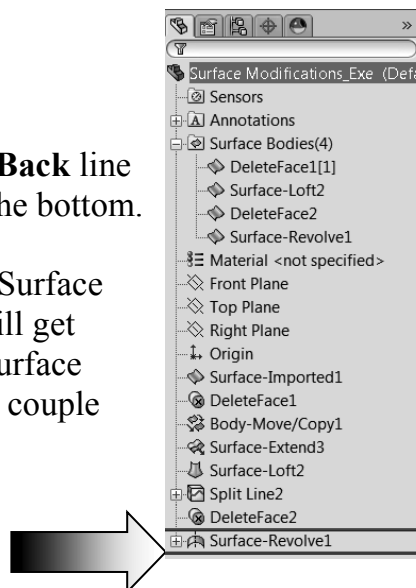 Back line
he bottom.
Surface
ill get
urface
couple
»
Surface Modifications_Exe (Defa
Sensors
A Annotations
Surface Bodies(4)
DeleteFace1[1]
Surface-Loft2
DeleteFace2
Surface-Revolve1
Material <not specified>
Front Plane
Top Plane
Right Plane
Origin
Surface-Imported1
DeleteFace1
Body-Move/Copy1
Surface-Extend3
Surface-Loft2
Split Line2
DeleteFace2
Surface-Revolve1